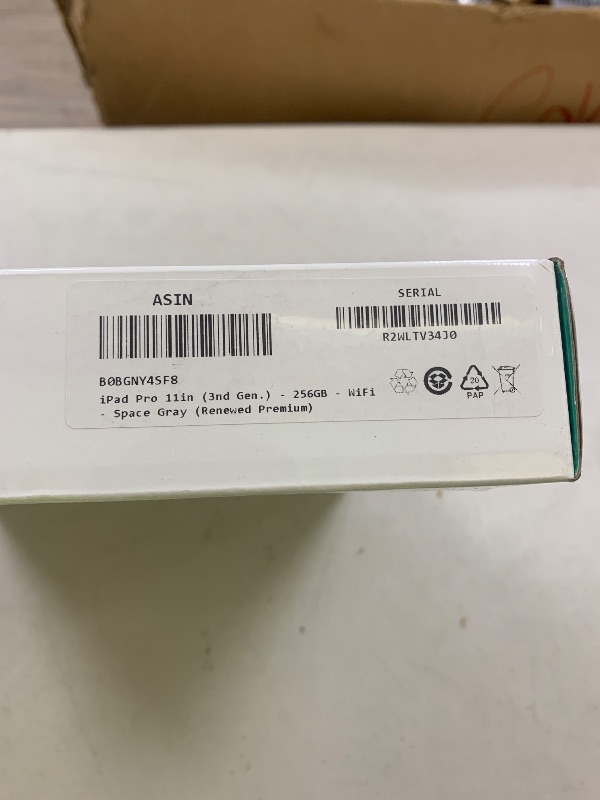 ASIN
SERIAL
R2WLTV34J0
B0BGNY4SF8
iPad Pro 11in (3nd Gen.) - 256GB - WiFi
- Space Gray (Renewed Premium)
20
PAP